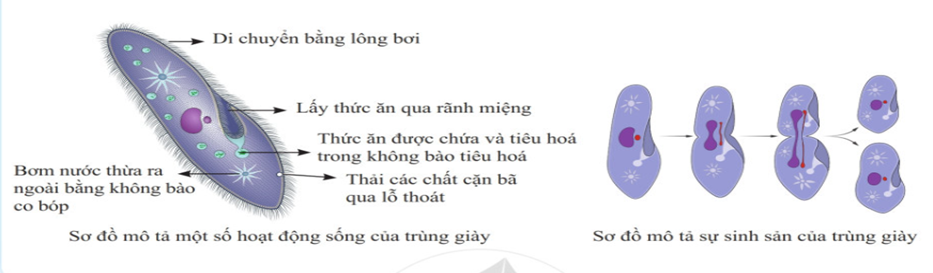 Di chuyển bằng lông bơi
Lấy thức ăn qua rãnh miệng
Thức ăn được chứa và tiêu hoá
trong không bào tiêu hoá
Bơm nước thừa ra
ngoài bằng không bào
co bóp
Thải các chất cặn bã
qua lỗ thoát
Sơ đồ mô tả một số hoạt động sống của trùng giày
Sơ đồ mô tả sự sinh sản của trùng giày